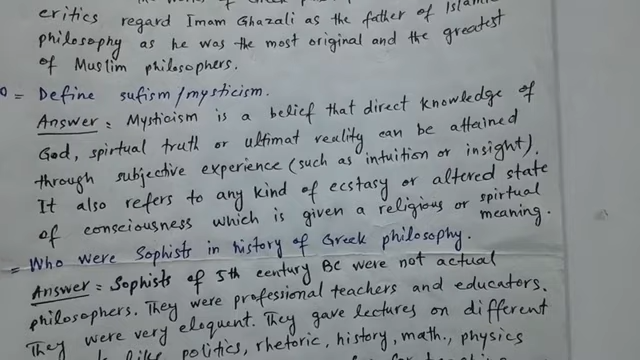 critics regard Imam Ghazali as the father of Islamic
philosophy as he was the most original and the greatest
of Muslim philosophers.
= Define sufism/mysticism.
Answer: Mysticism is a belief that direct knowledge of
God, spirtual truth or ultimat reality can be attained
through subjective experience (such as intuition or insight).
It also refers to any kind of ecstasy or altered state
of consciousness which is given a religious or spirtual
meaning.
= Who were Sophists in history of Greek philosophy.
Answer: Sophists of 5th century BC were not actual
philosophers. They were professional teachers and educators.
They were very eloquent. They gave lectures on different
like politics, rhetoric, history, math., physics